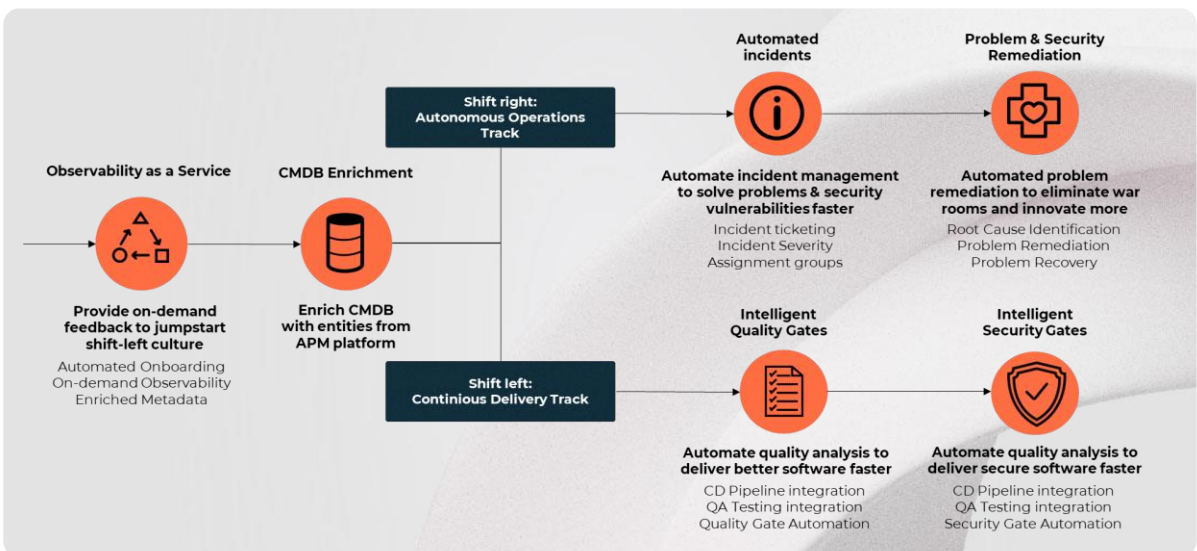 Observability as a Service
Provide on-demand
feedback to jumpstart
shift-left culture
Automated Onboarding
On-demand Observability
Enriched Metadata
CMDB Enrichment
Enrich CMDB
with entities from
APM platform
Shift right:
Autonomous Operations
Track
Automated
incidents
Automate incident management
to solve problems & security
vulnerabilities faster
Incident ticketing
Incident Severity
Assignment groups
Problem & Security
Remediation
Automated problem
remediation to eliminate war
rooms and innovate more
Root Cause Identification
Problem Remediation
Problem Recovery
Shift left:
Continious Delivery Track
Intelligent
Quality Gates
Automate quality analysis to
deliver better software faster
CD Pipeline integration
QA Testing integration
Quality Gate Automation
Intelligent
Security Gates
Automate quality analysis to
deliver secure software faster
CD Pipeline integration
QA Testing integration
Security Gate Automation